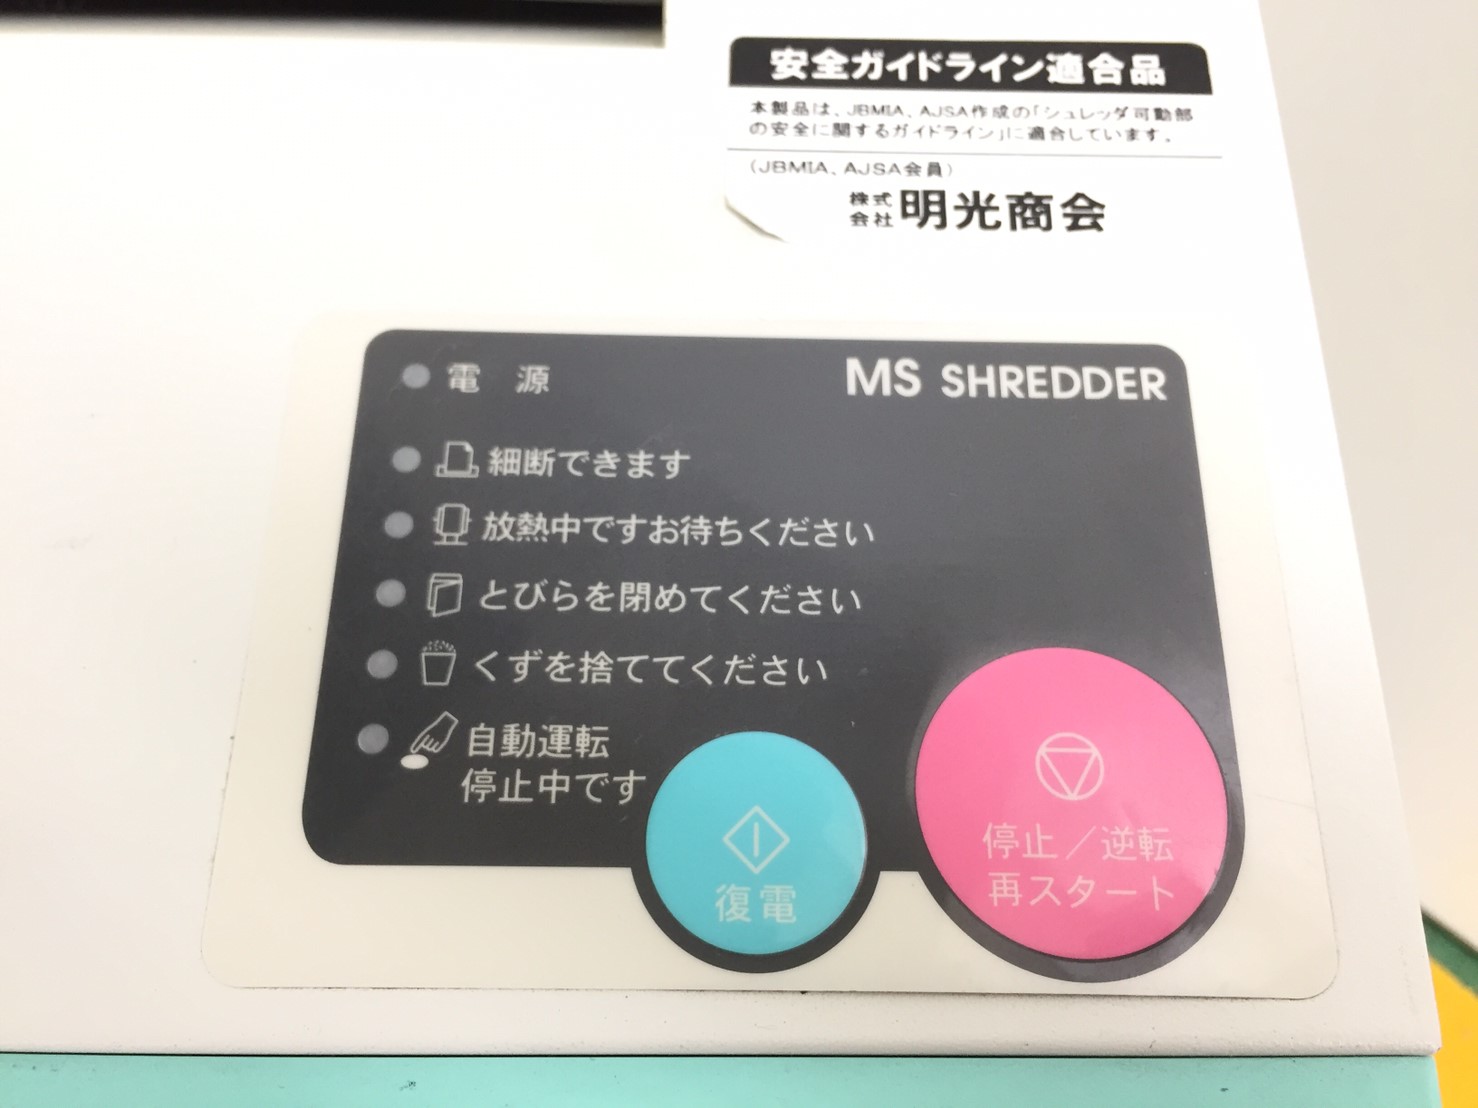 安全ガイドライン適合品
本製品は、JBMIA、AJSA作成の「シュレッダ可動部
の安全に関するガイドライン」に適合しています。
(JBMIA、AJSA会員)
株式
会社 明光商会
電 源
MS SHREDDER
細断できます
放熱中ですお待ちください
とびらを閉めてください
くずを捨ててください
自動運転
停止中です
復電
停止/逆転
再スタート